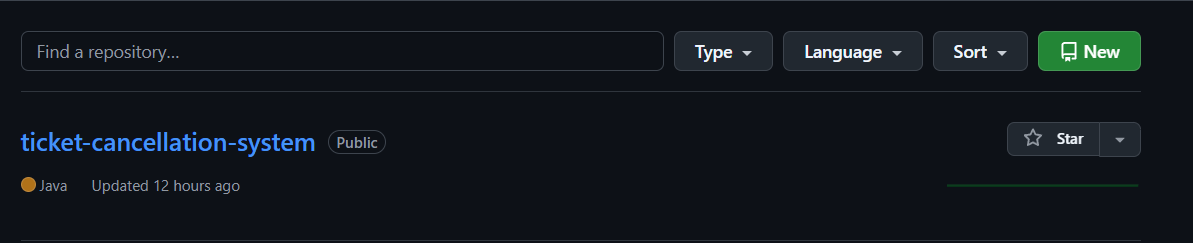 Find a repository...
Type
Language
Sort
New
ticket-cancellation-system
Public
Star
Java
Updated 12 hours ago